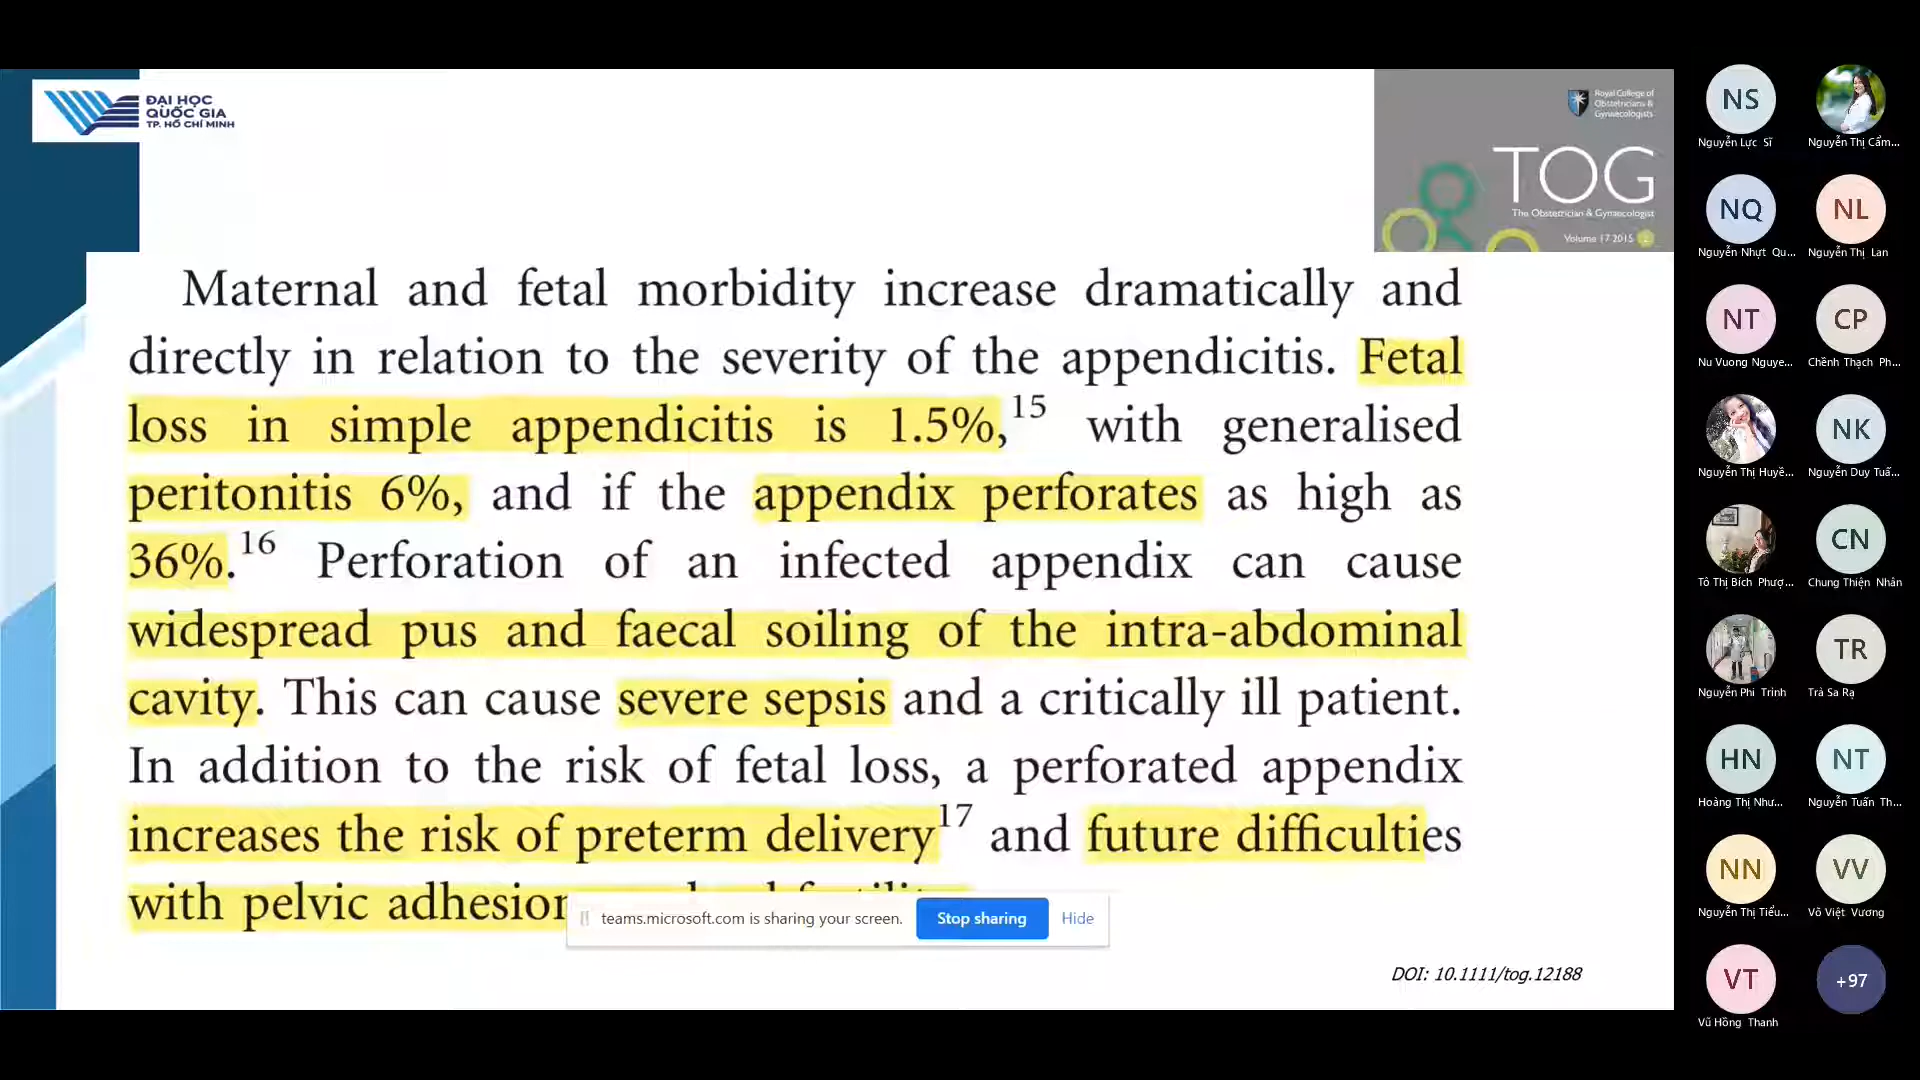 ĐẠI HỌC
QUỐC GIA
TP. HỒ CHÍ MINH
Royal College of
Obstetricians &
Gynaecologists
TOG
The Obstetrician & Gynaecologist
Volume 17 2015
Maternal and fetal morbidity increase dramatically and
directly in relation to the severity of the appendicitis. Fetal
loss in simple appendicitis is 1.5%,15 with generalised
peritonitis 6%, and if the appendix perforates as high as
36%.16 Perforation of an infected appendix can cause
widespread pus and faecal soiling of the intra-abdominal
cavity. This can cause severe sepsis and a critically ill patient.
In addition to the risk of fetal loss, a perforated appendix
increases the risk of preterm delivery17 and future difficulties
with pelvic
teams.microsoft.com is sharing your screen.
Stop sharing
Hide
DOI: 10.1111/tog.12188
NS
Nguyễn Lực Sĩ
Nguyễn Thị Cẩm...
NQ
Nguyễn Nhựt Qu...
NL
Nguyễn Thị Lan
NT
Nu Vuong Nguye...
CP
Chềnh Thạch Ph...
Nguyễn Thị Huyề...
NK
Nguyễn Duy Tuấ...
Tô Thị Bích Phượ...
CN
Chung Thiện Nhân
Nguyễn Phi Trình
TR
Trà Sa Rạ
HN
Hoàng Thị Như...
NT
Nguyễn Tuấn Th...
NN
Nguyễn Thị Tiểu...
VV
Võ Việt Vương
VT
Vũ Hồng Thanh
+97